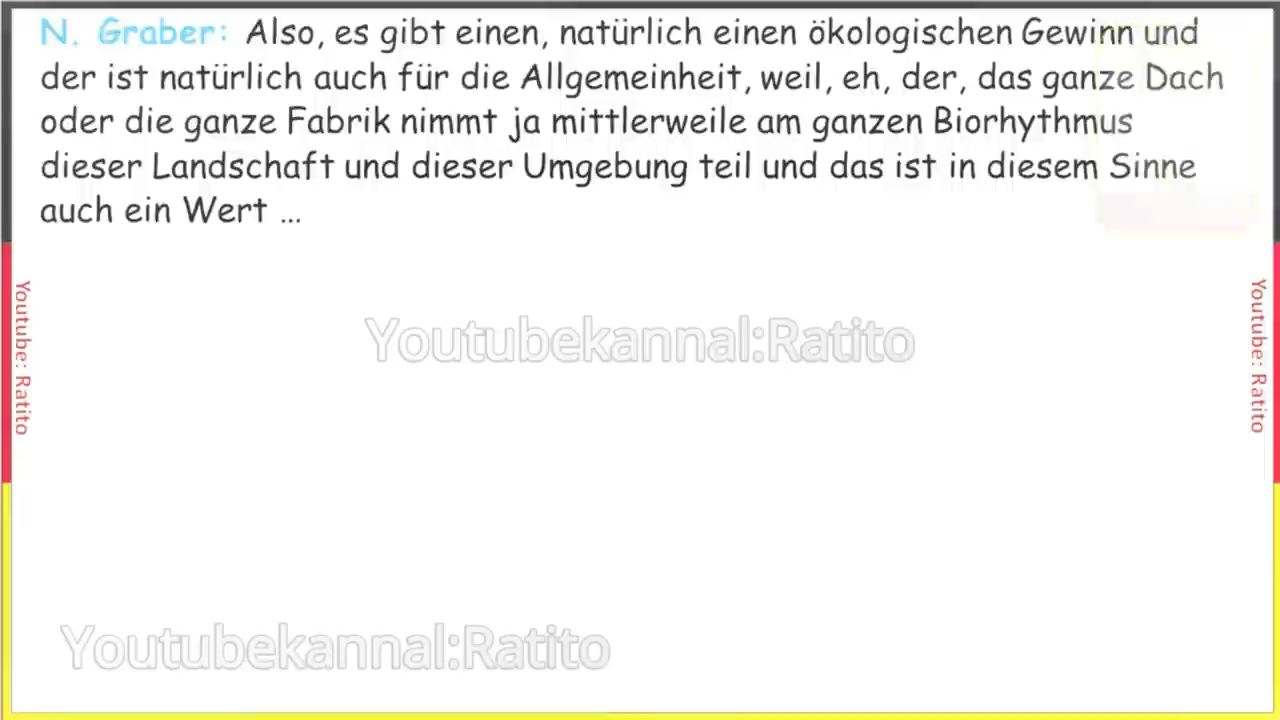 N. Graber: Also, es gibt einen, natürlich einen ökologischen Gewinn und
der ist natürlich auch für die Allgemeinheit, weil, eh, der, das ganze Dach
oder die ganze Fabrik nimmt ja mittlerweile am ganzen Biorhythmus
dieser Landschaft und dieser Umgebung teil und das ist in diesem Sinne
auch ein Wert ...
Youtube: Ratito
Youtube: Ratito
Youtubekannal:Ratito
Youtubekannal:Ratito